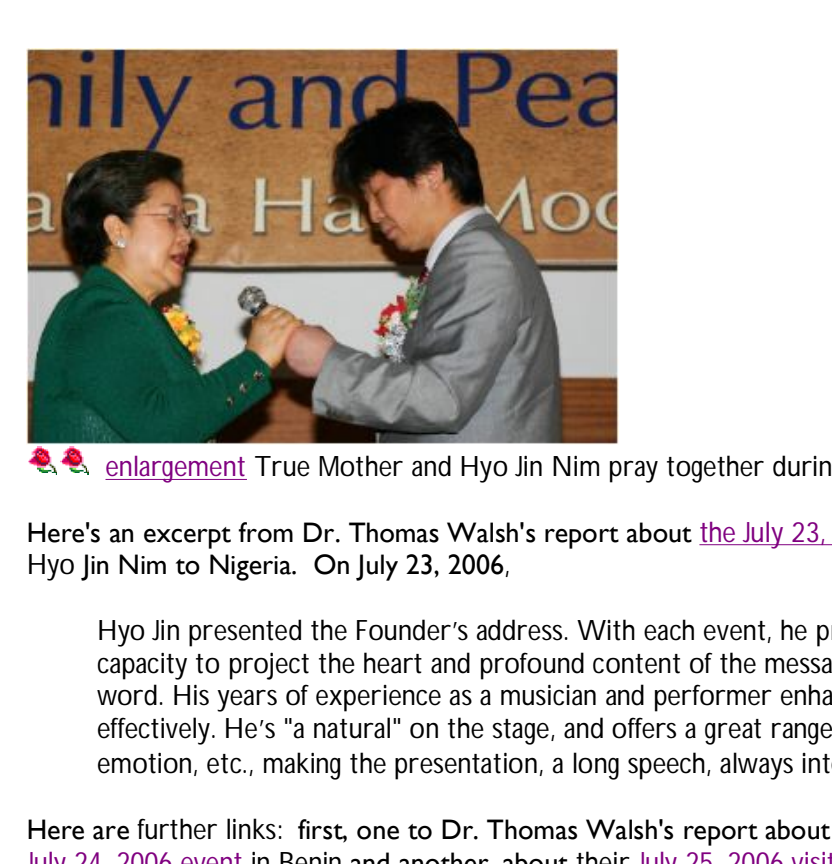 mily and Pea
Ha Moo
enlargement True Mother and Hyo Jin Nim pray together durin
Here's an excerpt from Dr. Thomas Walsh's report about the July 23,
Hyo Jin Nim to Nigeria. On July 23, 2006,
Hyo Jin presented the Founder’s address. With each event, he p
capacity to project the heart and profound content of the messa
word. His years of experience as a musician and performer enha
effectively. He’s "a natural" on the stage, and offers a great range
emotion, etc., making the presentation, a long speech, always int
Here are further links: first, one to Dr. Thomas Walsh's report about
July 24, 2006 event in Benin and another, about their July 25, 2006 visit